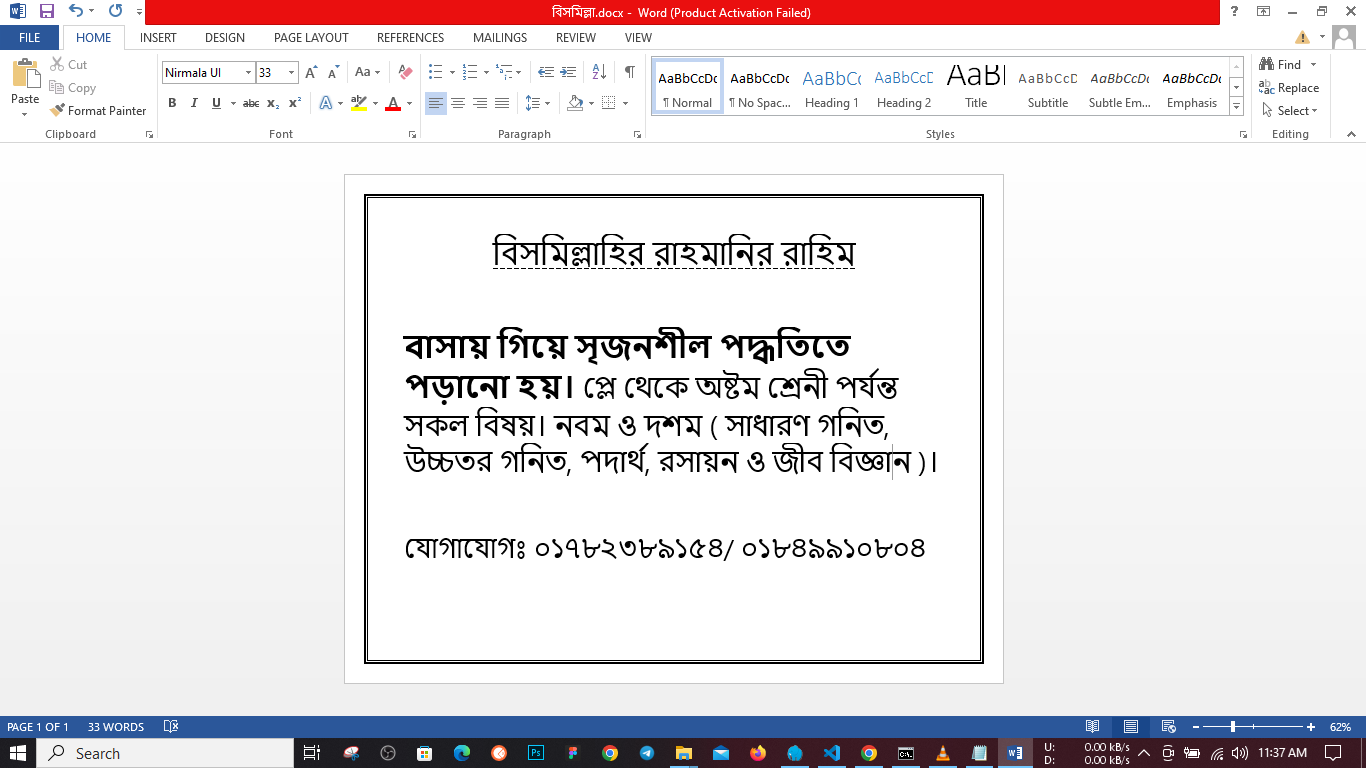 বিসমিল্লা.docx - Word (Product Activation Failed)
FILE HOME INSERT DESIGN PAGE LAYOUT REFERENCES MAILINGS REVIEW VIEW
Paste
Cut
Copy
Format Painter
Clipboard
Nirmala UI 33
Font
Paragraph
AaBbCcDc AaBbCcDc AaBbCc AaBbCcD AaBl AaBbCcD AaBbCcDc AaBbCcDc
¶ Normal ¶ No Spac... Heading 1 Heading 2 Title Subtitle Subtle Em... Emphasis
Styles
Find
Replace
Select
Editing
বিসমিল্লাহির রাহমানির রাহিম
বাসায় গিয়ে সৃজনশীল পদ্ধতিতে
পড়ানো হয়। প্লে থেকে অষ্টম শ্রেনী পর্যন্ত
সকল বিষয়। নবম ও দশম ( সাধারণ গনিত,
উচ্চতর গনিত, পদার্থ, রসায়ন ও জীব বিজ্ঞান )।
যোগাযোগঃ ০১৭৮২৩৮৯১৫৪/ ০১৮৪৯৯১০৮০৪
PAGE 1 OF 1 33 WORDS 62%
Search
U: 0.00 kB/s
D: 0.00 kB/s
11:37 AM